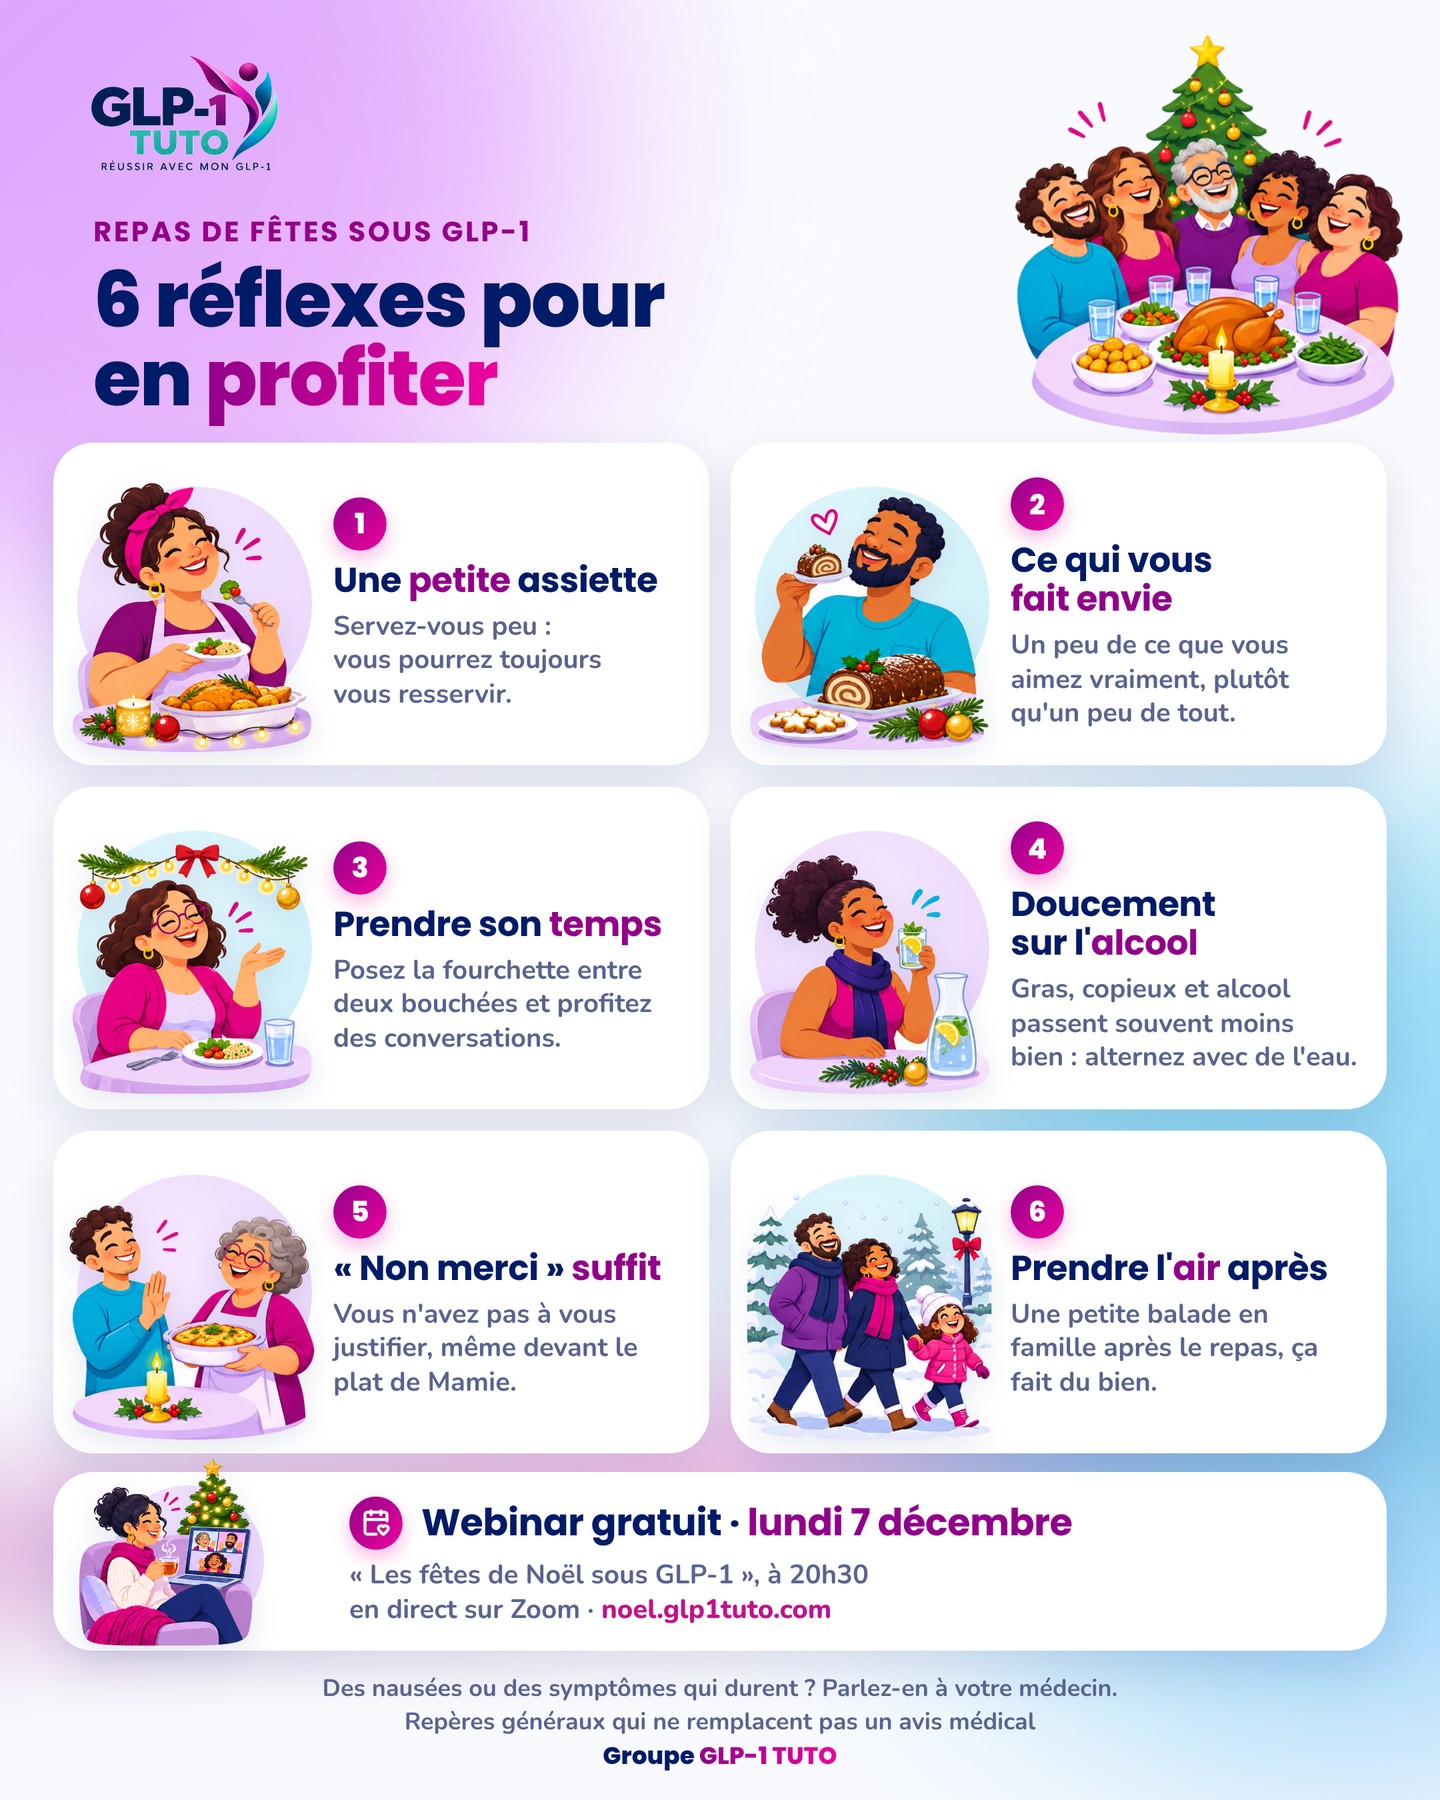 GLP-1
TUTO
RÉUSSIR AVEC MON GLP-1
REPAS DE FÊTES SOUS GLP-1
6 réflexes pour
en profiter
1
Une petite assiette
Servez-vous peu :
vous pourrez toujours
vous resservir.
2
Ce qui vous
fait envie
Un peu de ce que vous
aimez vraiment, plutôt
qu'un peu de tout.
3
Prendre son temps
Posez la fourchette entre
deux bouchées et profitez
des conversations.
4
Doucement
sur l'alcool
Gras, copieux et alcool
passent souvent moins
bien : alternez avec de l'eau.
5
« Non merci » suffit
Vous n'avez pas à vous
justifier, même devant le
plat de Mamie.
6
Prendre l'air après
Une petite balade en
famille après le repas, ça
fait du bien.
Webinar gratuit · lundi 7 décembre
« Les fêtes de Noël sous GLP-1 », à 20h30
en direct sur Zoom · noel.glp1tuto.com
Des nausées ou des symptômes qui durent ? Parlez-en à votre médecin.
Repères généraux qui ne remplacent pas un avis médical
Groupe GLP-1 TUTO